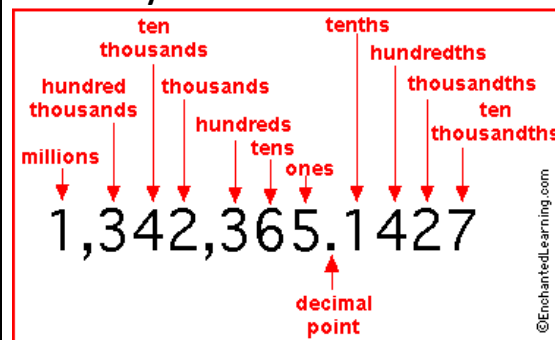 ten
thousands
tenths
hundredths
hundred
thousands
thousands
thousandths
ten
thousandths
hundreds
tens
millions
ones
1,342,365.1427
decimal
point
©EnchantedLearning.com